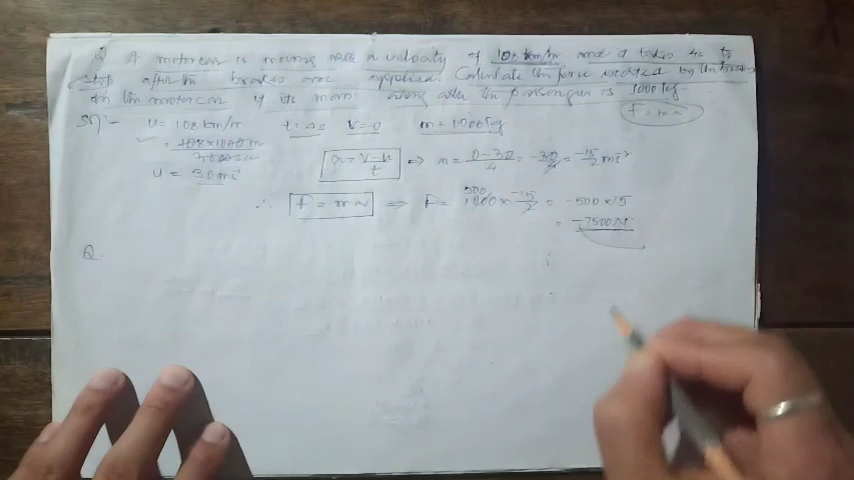 Q A motorcar is moving with a velocity of 108 km/hr and it takes 4s to
stop after the brakes are applied. Calculate the force exerted by the brakes
on the motorcar if its mass along with the passengers is 1000 kg.
Sol:- u = 108 km/hr t = 4s v = 0 m = 1000 kg f = ma
= 108×1000 m / 3600 sec a = v-u/t ⇒ a = 0-30/4 = -30/4 = -15/2 ms⁻²
u = 30 ms⁻¹
∴ f = ma ⇒ F = 1000 × -15/2 = -500×15
= -7500 N
Q.